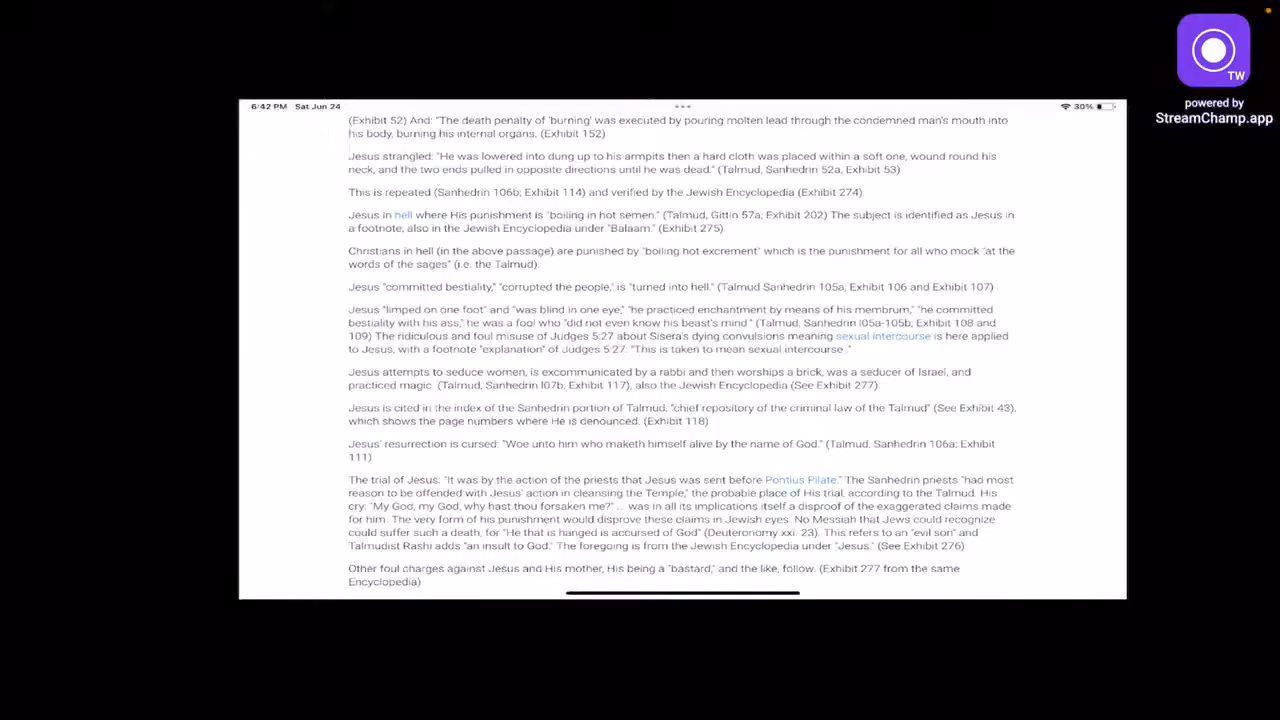 TW
powered by
StreamChamp.app
6:42 PM Sat Jun 24
30%
(Exhibit 52) And: "The death penalty of 'burning' was executed by pouring molten lead through the condemned man's mouth into
his body, burning his internal organs. (Exhibit 152)
Jesus strangled: "He was lowered into dung up to his armpits then a hard cloth was placed within a soft one, wound round his
neck, and the two ends pulled in opposite directions until he was dead." (Talmud, Sanhedrin 52a, Exhibit 53)
This is repeated (Sanhedrin 106b; Exhibit 114) and verified by the Jewish Encyclopedia (Exhibit 274).
Jesus in hell where His punishment is "boiling in hot semen." (Talmud, Gittin 57a; Exhibit 202) The subject is identified as Jesus in
a footnote, also in the Jewish Encyclopedia under "Balaam." (Exhibit 275)
Christians in hell (in the above passage) are punished by "boiling hot excrement" which is the punishment for all who mock "at the
words of the sages" (i.e. the Talmud).
Jesus "committed bestiality," "corrupted the people,' is "turned into hell." (Talmud Sanhedrin 105a; Exhibit 106 and Exhibit 107)
Jesus "limped on one foot" and "was blind in one eye," "he practiced enchantment by means of his membrum," "he committed
bestiality with his ass," he was a fool who "did not even know his beast's mind." (Talmud, Sanhedrin l05a-105b; Exhibit 108 and
109) The ridiculous and foul misuse of Judges 5:27 about Sisera's dying convulsions meaning sexual intercourse is here applied
to Jesus, with a footnote "explanation" of Judges 5:27: "This is taken to mean sexual intercourse ."
Jesus attempts to seduce women, is excommunicated by a rabbi and then worships a brick, was a seducer of Israel, and
practiced magic. (Talmud, Sanhedrin l07b, Exhibit 117), also the Jewish Encyclopedia (See Exhibit 277).
Jesus is cited in the index of the Sanhedrin portion of Talmud, "chief repository of the criminal law of the Talmud" (See Exhibit 43),
which shows the page numbers where He is denounced. (Exhibit 118)
Jesus' resurrection is cursed: "Woe unto him who maketh himself alive by the name of God." (Talmud. Sanhedrin 106a; Exhibit
111)
The trial of Jesus: "It was by the action of the priests that Jesus was sent before Pontius Pilate." The Sanhedrin priests "had most
reason to be offended with Jesus' action in cleansing the Temple," the probable place of His trial, according to the Talmud. His
cry: "My God, my God, why hast thou forsaken me?" .. was in all its implications itself a disproof of the exaggerated claims made
for him. The very form of his punishment would disprove these claims in Jewish eyes. No Messiah that Jews could recognize
could suffer such a death, for "He that is hanged is accursed of God" (Deuteronomy xxi. 23). This refers to an "evil son" and
Talmudist Rashi adds "an insult to God." The foregoing is from the Jewish Encyclopedia under "Jesus." (See Exhibit 276)
Other foul charges against Jesus and His mother, His being a "bastard," and the like, follow. (Exhibit 277 from the same
Encyclopedia)